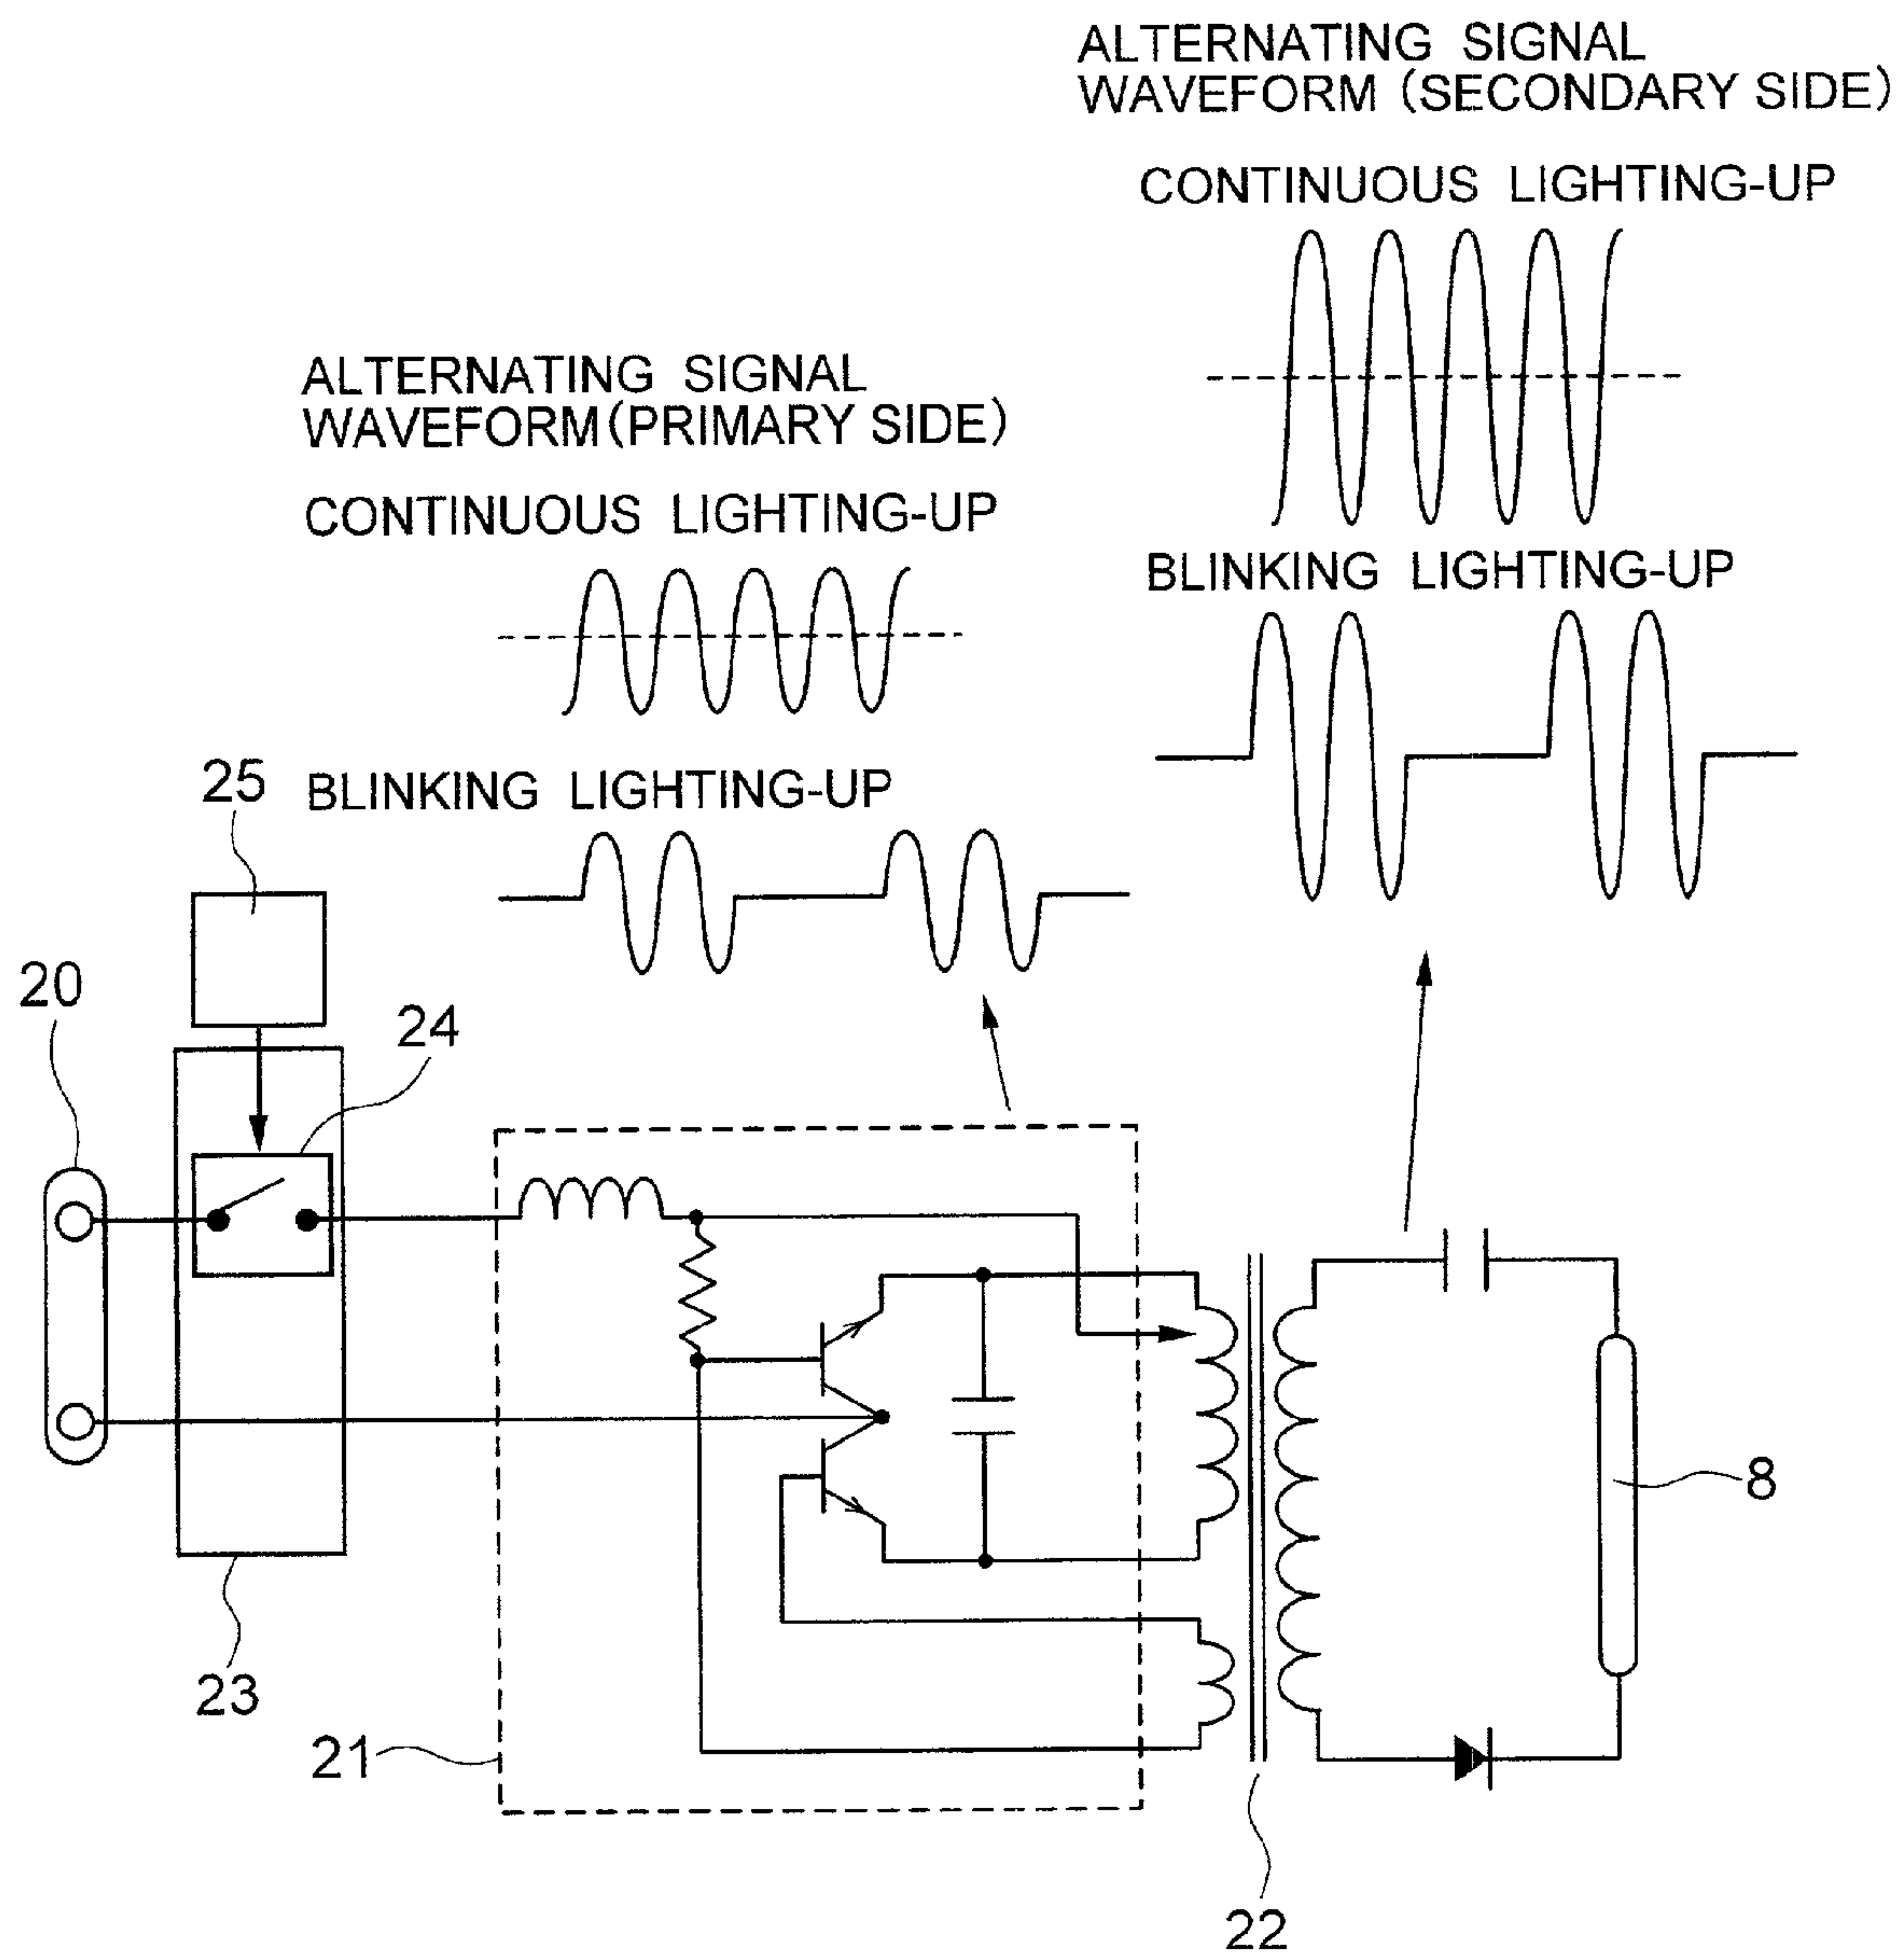 ALTERNATING SIGNAL
WAVEFORM (SECONDARY SIDE)
CONTINUOUS LIGHTING-UP
ALTERNATING SIGNAL
WAVEFORM(PRIMARY SIDE)
CONTINUOUS LIGHTING-UP
BLINKING LIGHTING-UP
25
BLINKING LIGHTING-UP
20
24
8
23
21
22